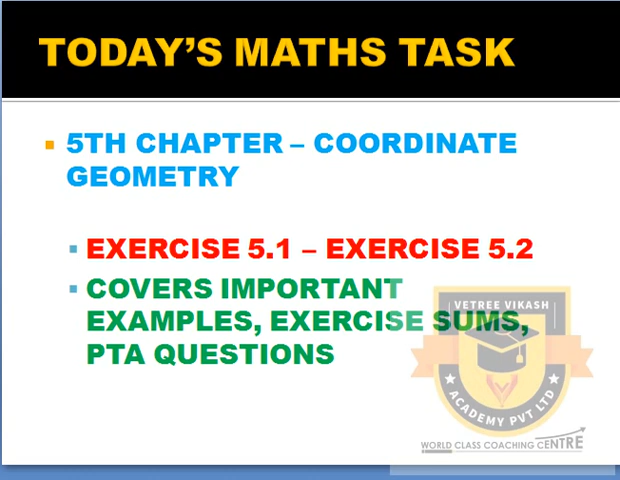 TODAY'S MATHS TASK
5TH CHAPTER – COORDINATE
GEOMETRY
EXERCISE 5.1 – EXERCISE 5.2
COVERS IMPORTANT
EXAMPLES, EXERCISE SUMS,
PTA QUESTIONS
VETREE VIKASH
ACADEMY PVT LTD
WORLD CLASS COACHING CENTRE